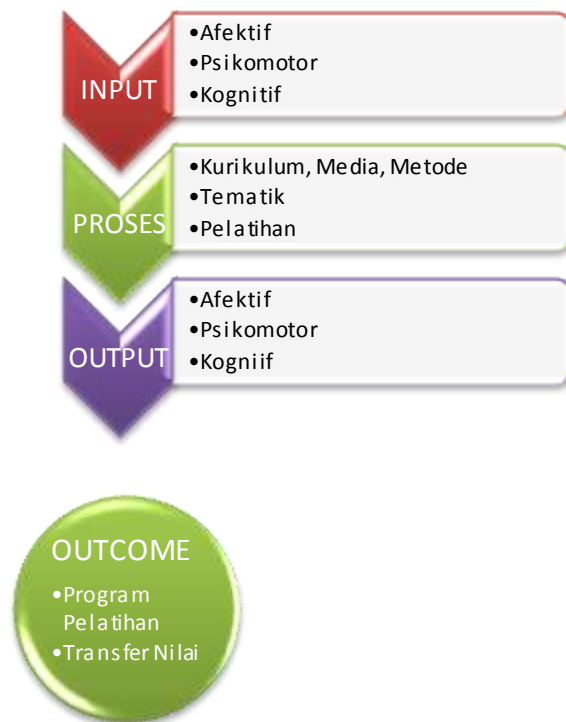 INPUT
•Afektif
•Psikomotor
•Kognitif
PROSES
•Kurikulum, Media, Metode
•Tematik
•Pelatihan
OUTPUT
•Afektif
•Psikomotor
•Kogniif
OUTCOME
•Program
Pelatihan
•Transfer Nilai